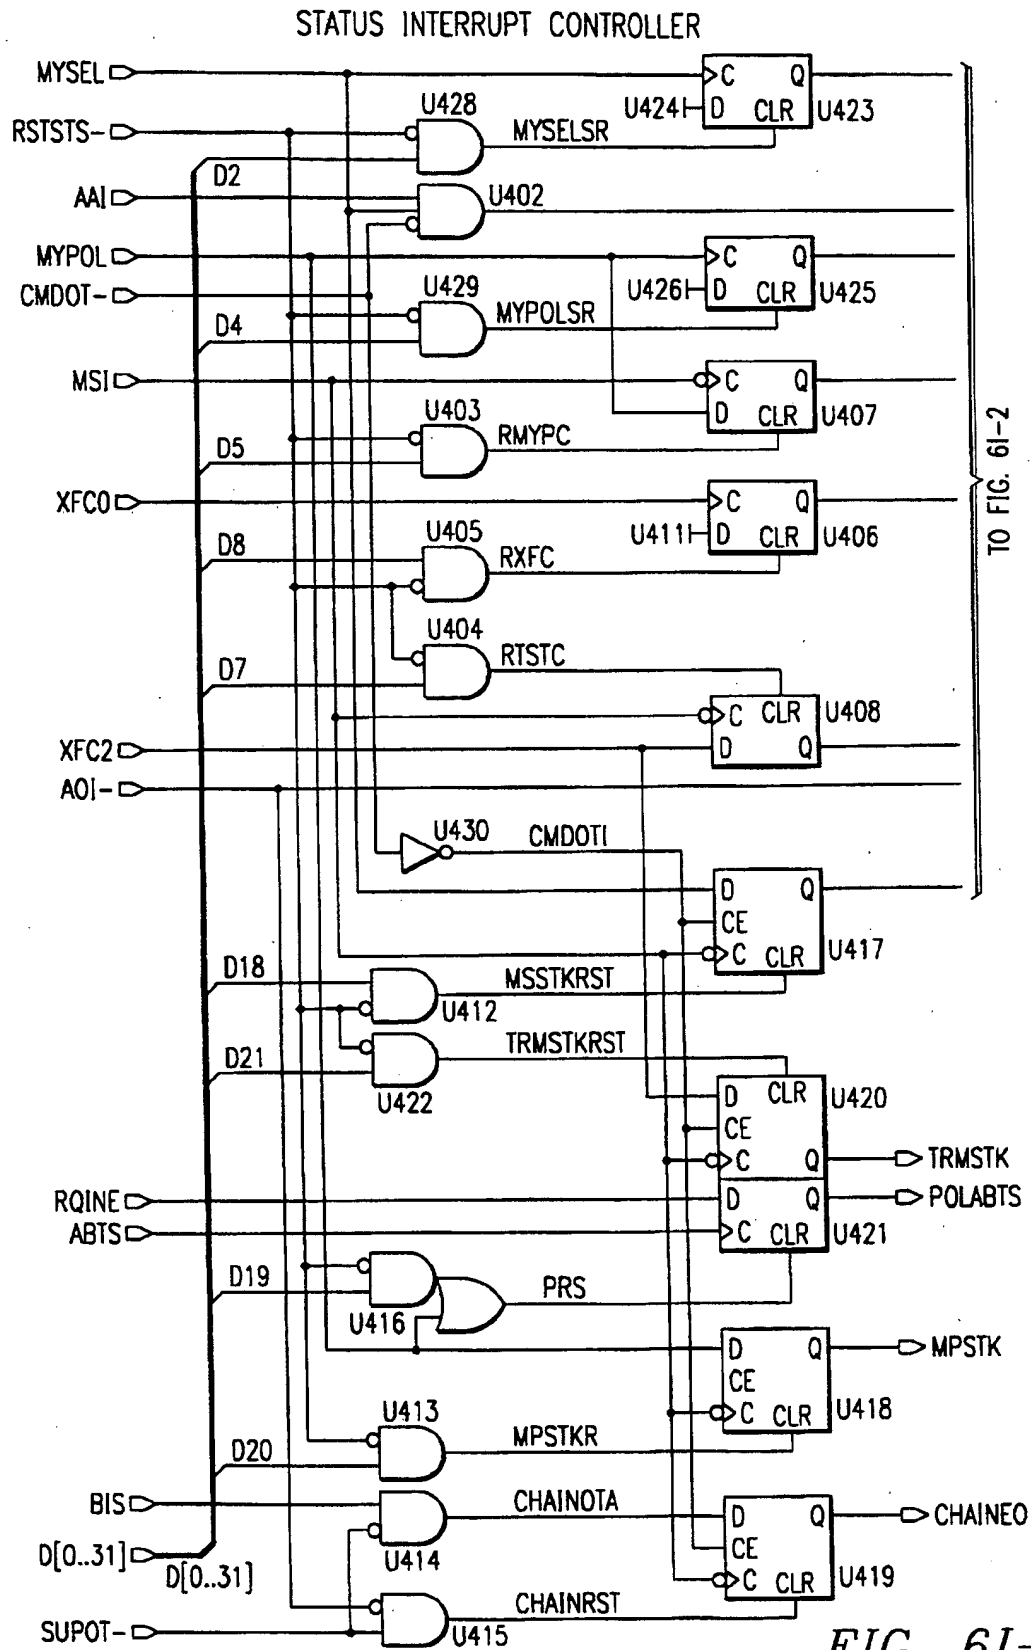 STATUS INTERRUPT CONTROLLER
MYSEL
C Q
U424 D CLR U423
U428
RSTSTS-
MYSELSR
D2
AAI
U402
MYPOL
C Q
U426 D CLR U425
CMDOT-
U429
MYPOLSR
D4
MSI
C Q
D CLR U407
U403
RMYPC
D5
XFC0
C Q
U411 D CLR U406
U405
D8
RXFC
TO FIG. 6I-2
U404
RTSTC
D7
C CLR U408
XFC2
D Q
AOI-
U430
CMDOTI
D Q
CE
C CLR U417
D18
MSSTKRST
U412
TRMSTKRST
D21
U422
D CLR U420
CE
C Q TRMSTK
RQINE
D Q POLABTS
ABTS
C CLR U421
D19
PRS
U416
D Q MPSTK
CE
C CLR U418
U413
MPSTKR
D20
BIS
CHAINOTA
D Q CHAINEO
U414
CE
D[0..31]
D[0..31]
C CLR U419
CHAINRST
SUPOT-
U415
FIG. 6I-